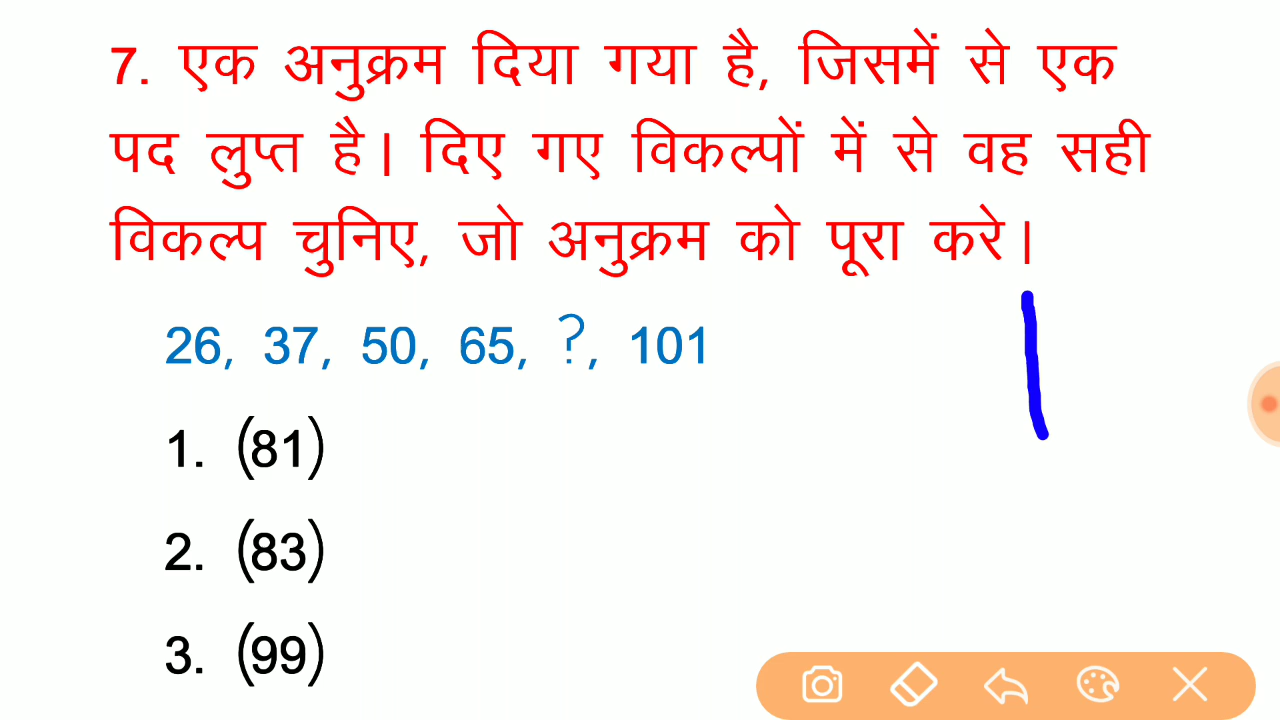 7. एक अनुक्रम दिया गया है, जिसमें से एक
पद लुप्त है। दिए गए विकल्पों में से वह सही
विकल्प चुनिए, जो अनुक्रम को पूरा करे।
26, 37, 50, 65, ?, 101
1. (81)
2. (83)
3. (99)